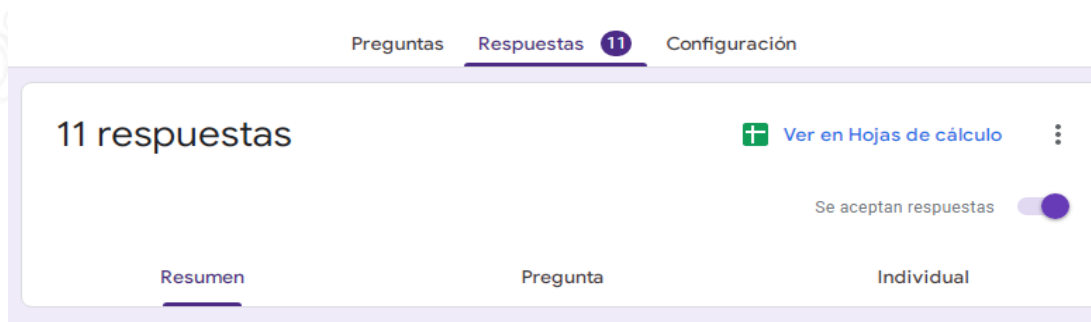 Preguntas Respuestas 11 Configuración
11 respuestas
Ver en Hojas de cálculo
Se aceptan respuestas
Resumen Pregunta Individual